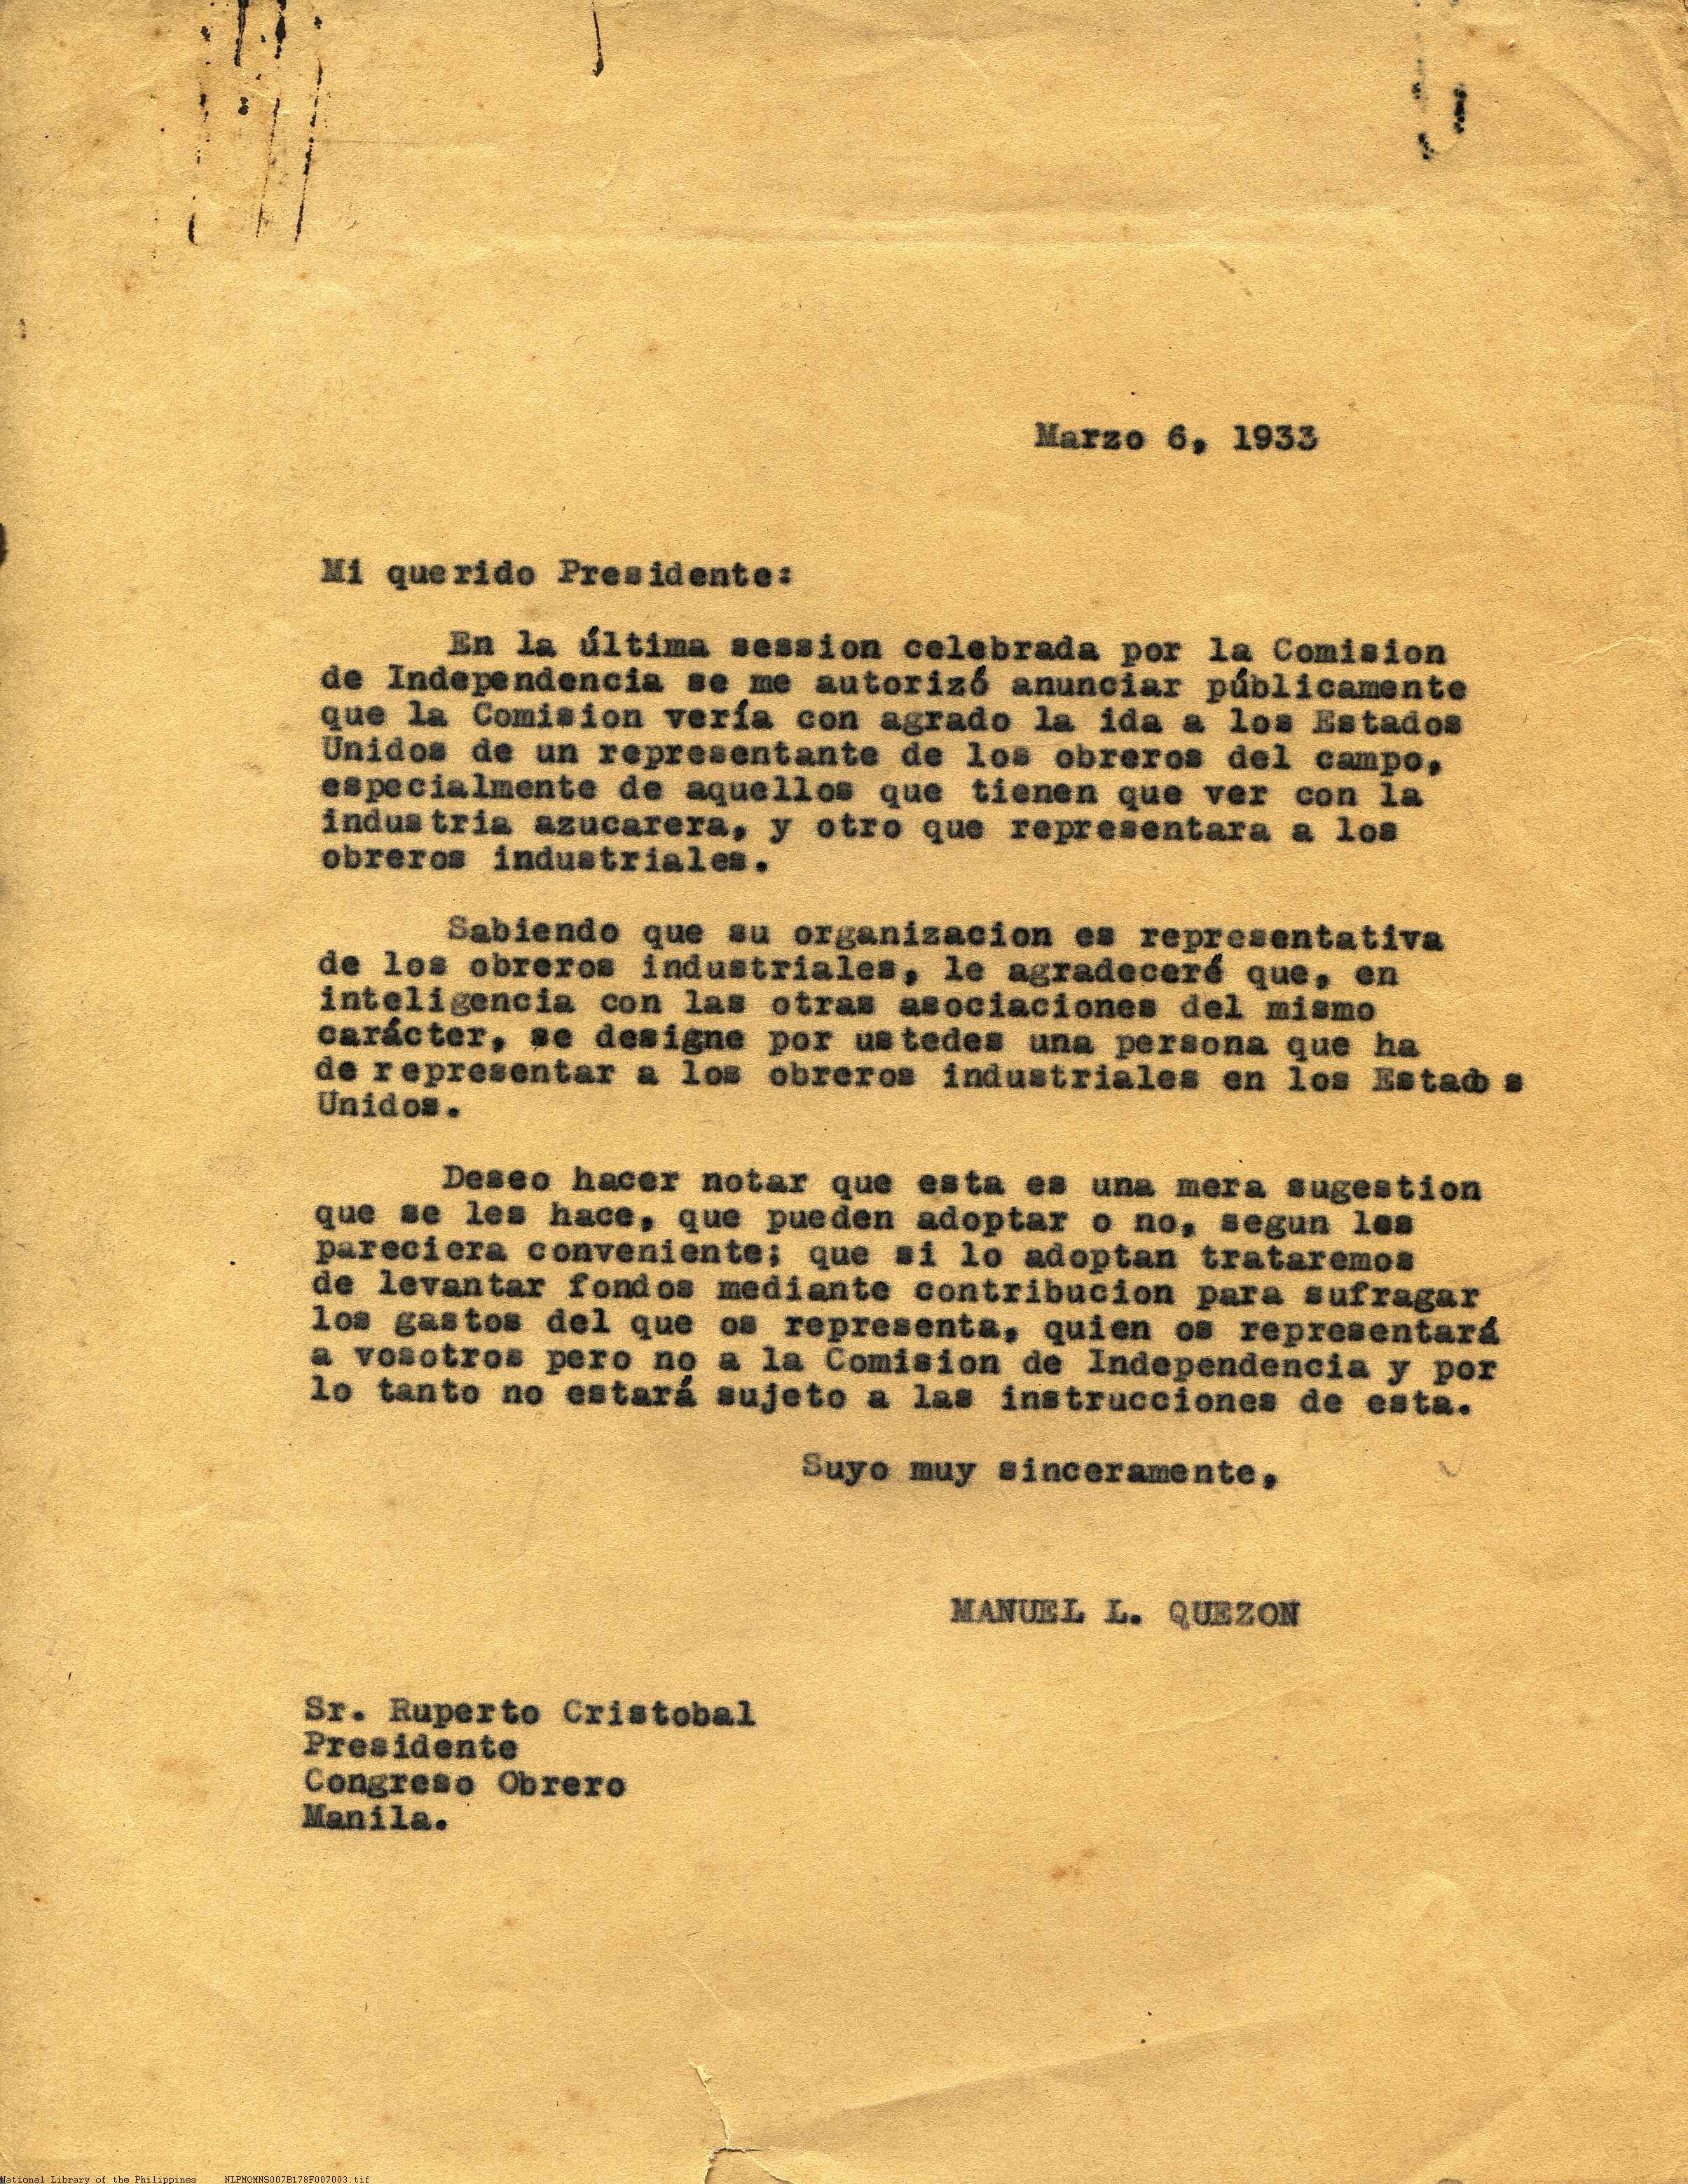 Marzo 6, 1933
Mi querido Presidente:
En la última session celebrada por la Comision
de Independencia se me autorizó anunciar públicamente
que la Comision vería con agrado la ida a los Estados
Unidos de un representante de los obreros del campo,
especialmente de aquellos que tienen que ver con la
industria azucarera, y otro que representara a los
obreros industriales.
Sabiendo que su organizacion es representativa
de los obreros industriales, le agradeceré que, en
inteligencia con las otras asociaciones del mismo
carácter, se designe por ustedes una persona que ha
de representar a los obreros industriales en los Estados
Unidos.
Deseo hacer notar que esta es una mera sugestion
que se les hace, que pueden adoptar o no, segun les
pareciera conveniente; que si lo adoptan trataremos
de levantar fondos mediante contribucion para sufragar
los gastos del que os representa, quien os representará
a vosotros pero no a la Comision de Independencia y por
lo tanto no estará sujeto a las instrucciones de esta.
Suyo muy sinceramente,
MANUEL L. QUEZON
Sr. Ruperto Cristobal
Presidente
Congreso Obrero
Manila.
National Library of the Philippines NLPMQMNS007B178F007003.tif